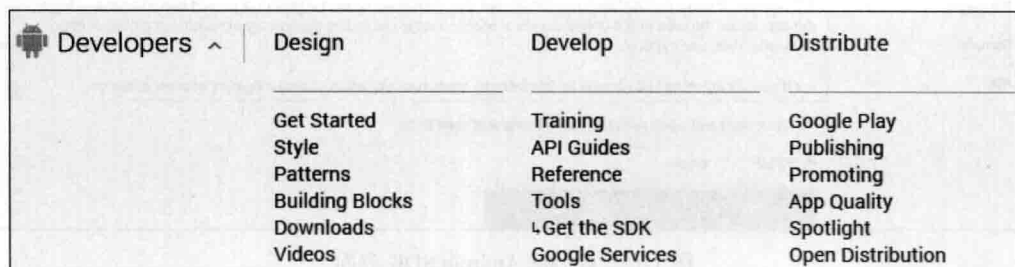 Developers ^ Design Develop Distribute
Get Started Training Google Play
Style API Guides Publishing
Patterns Reference Promoting
Building Blocks Tools App Quality
Downloads ↳Get the SDK Spotlight
Videos Google Services Open Distribution